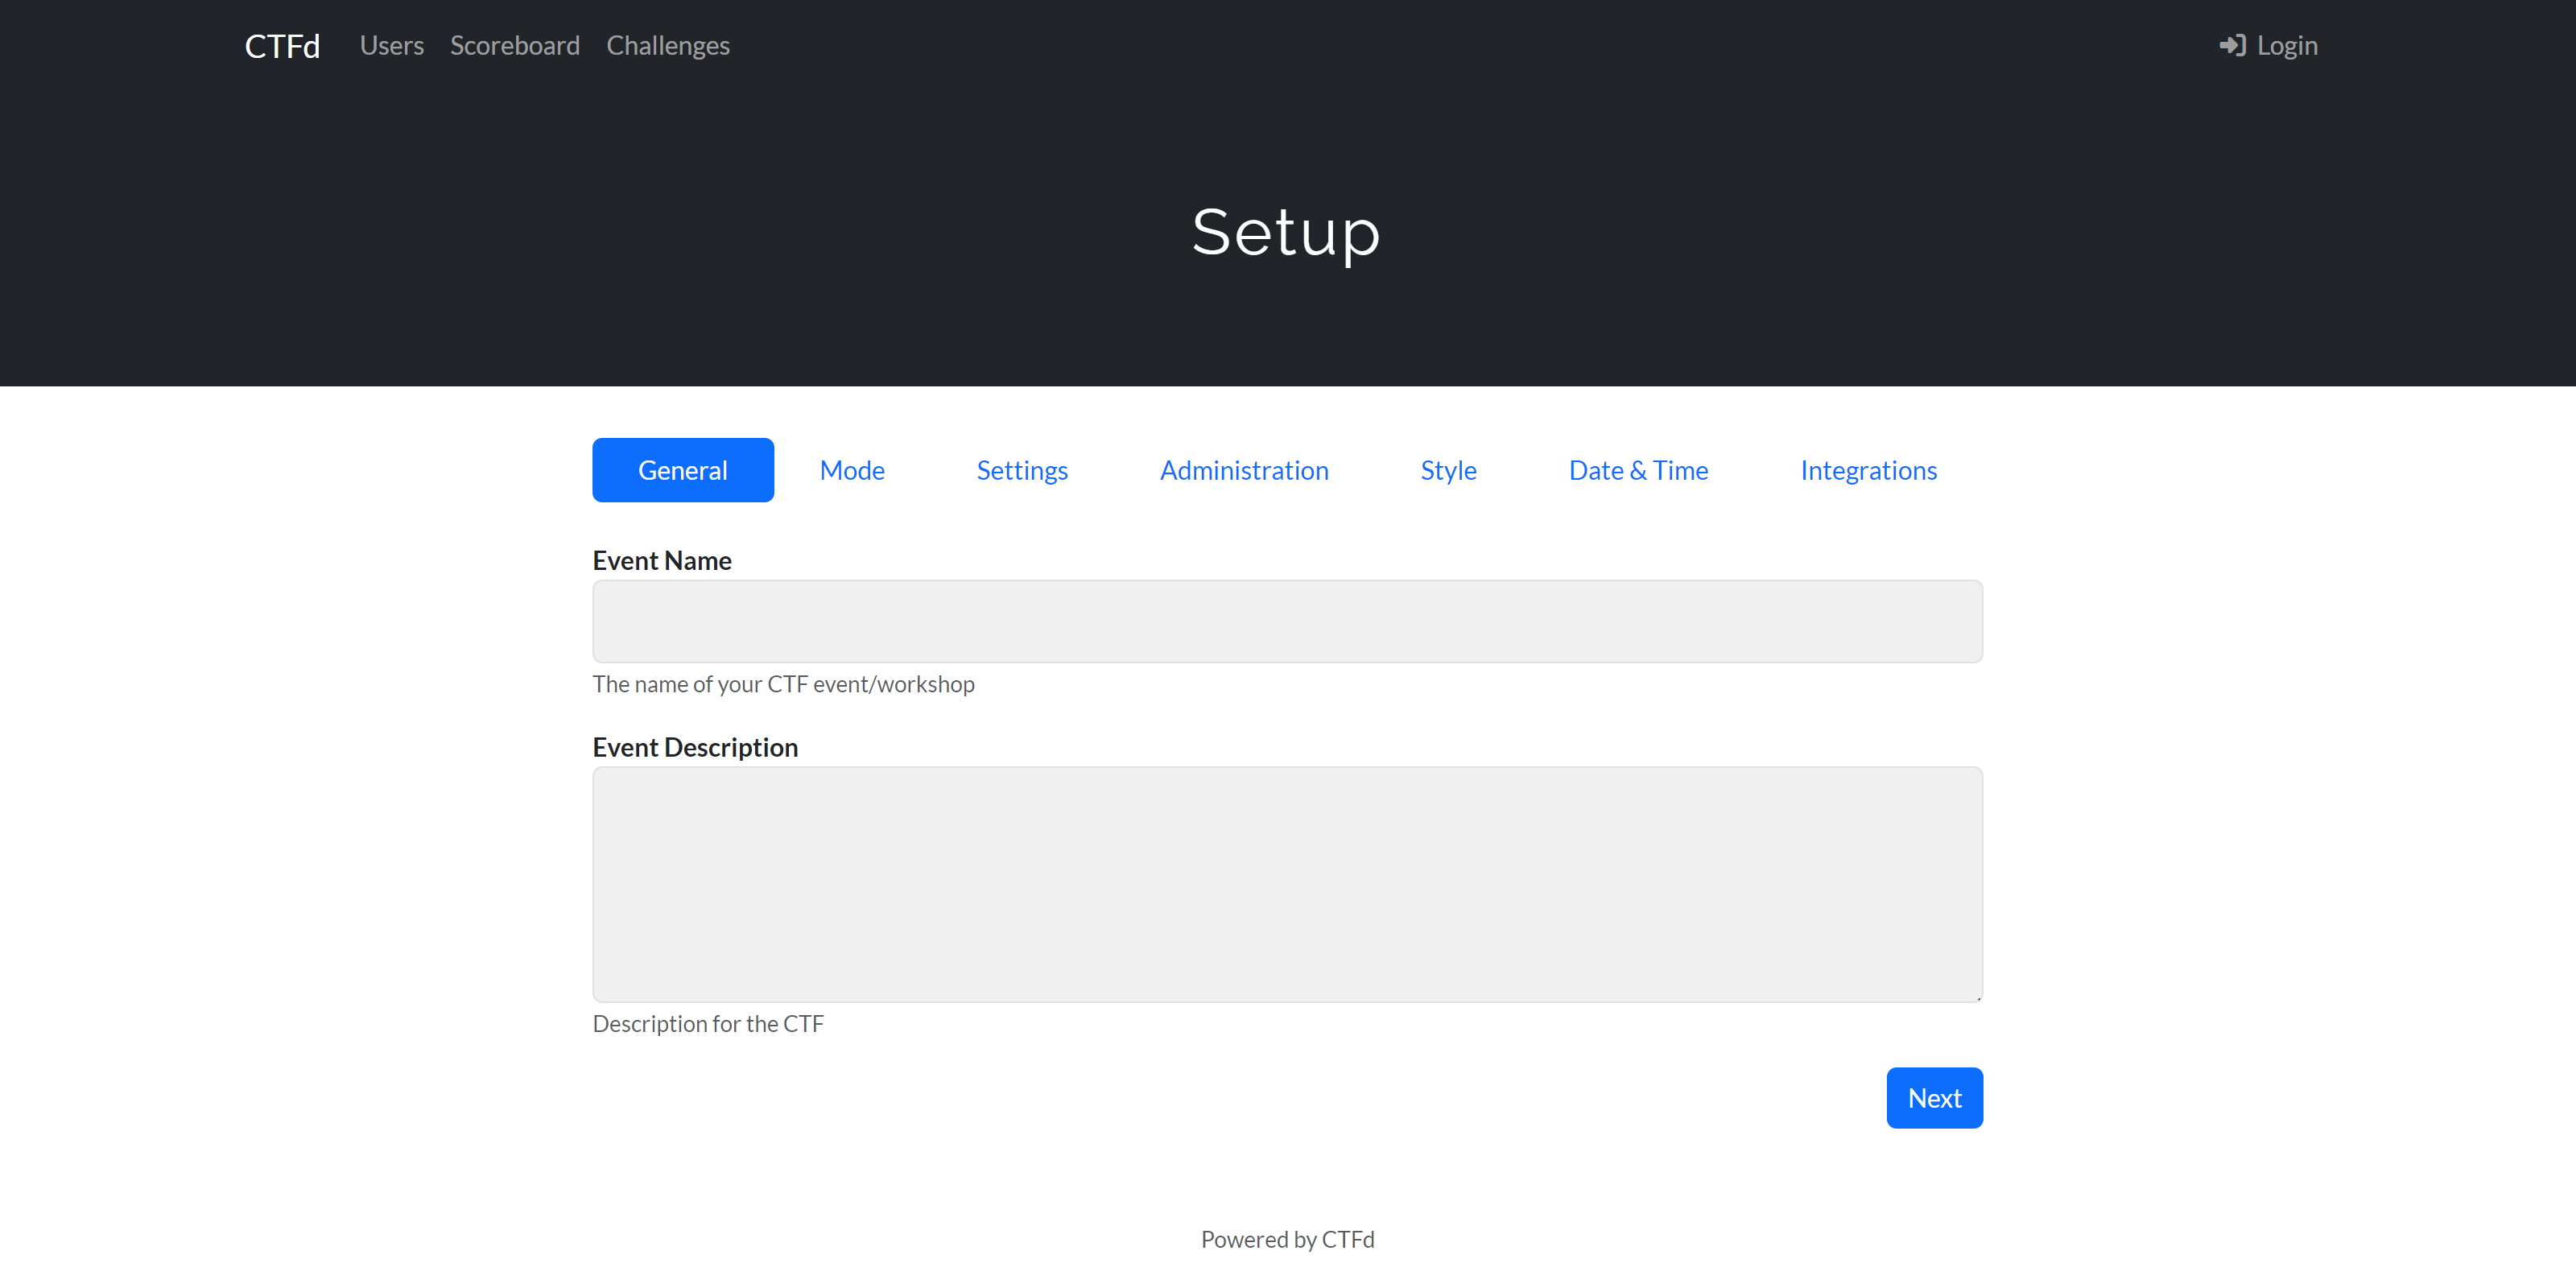 CTFd Users Scoreboard Challenges Login
Setup
General Mode Settings Administration Style Date & Time Integrations
Event Name
The name of your CTF event/workshop
Event Description
Description for the CTF
Next
Powered by CTFd